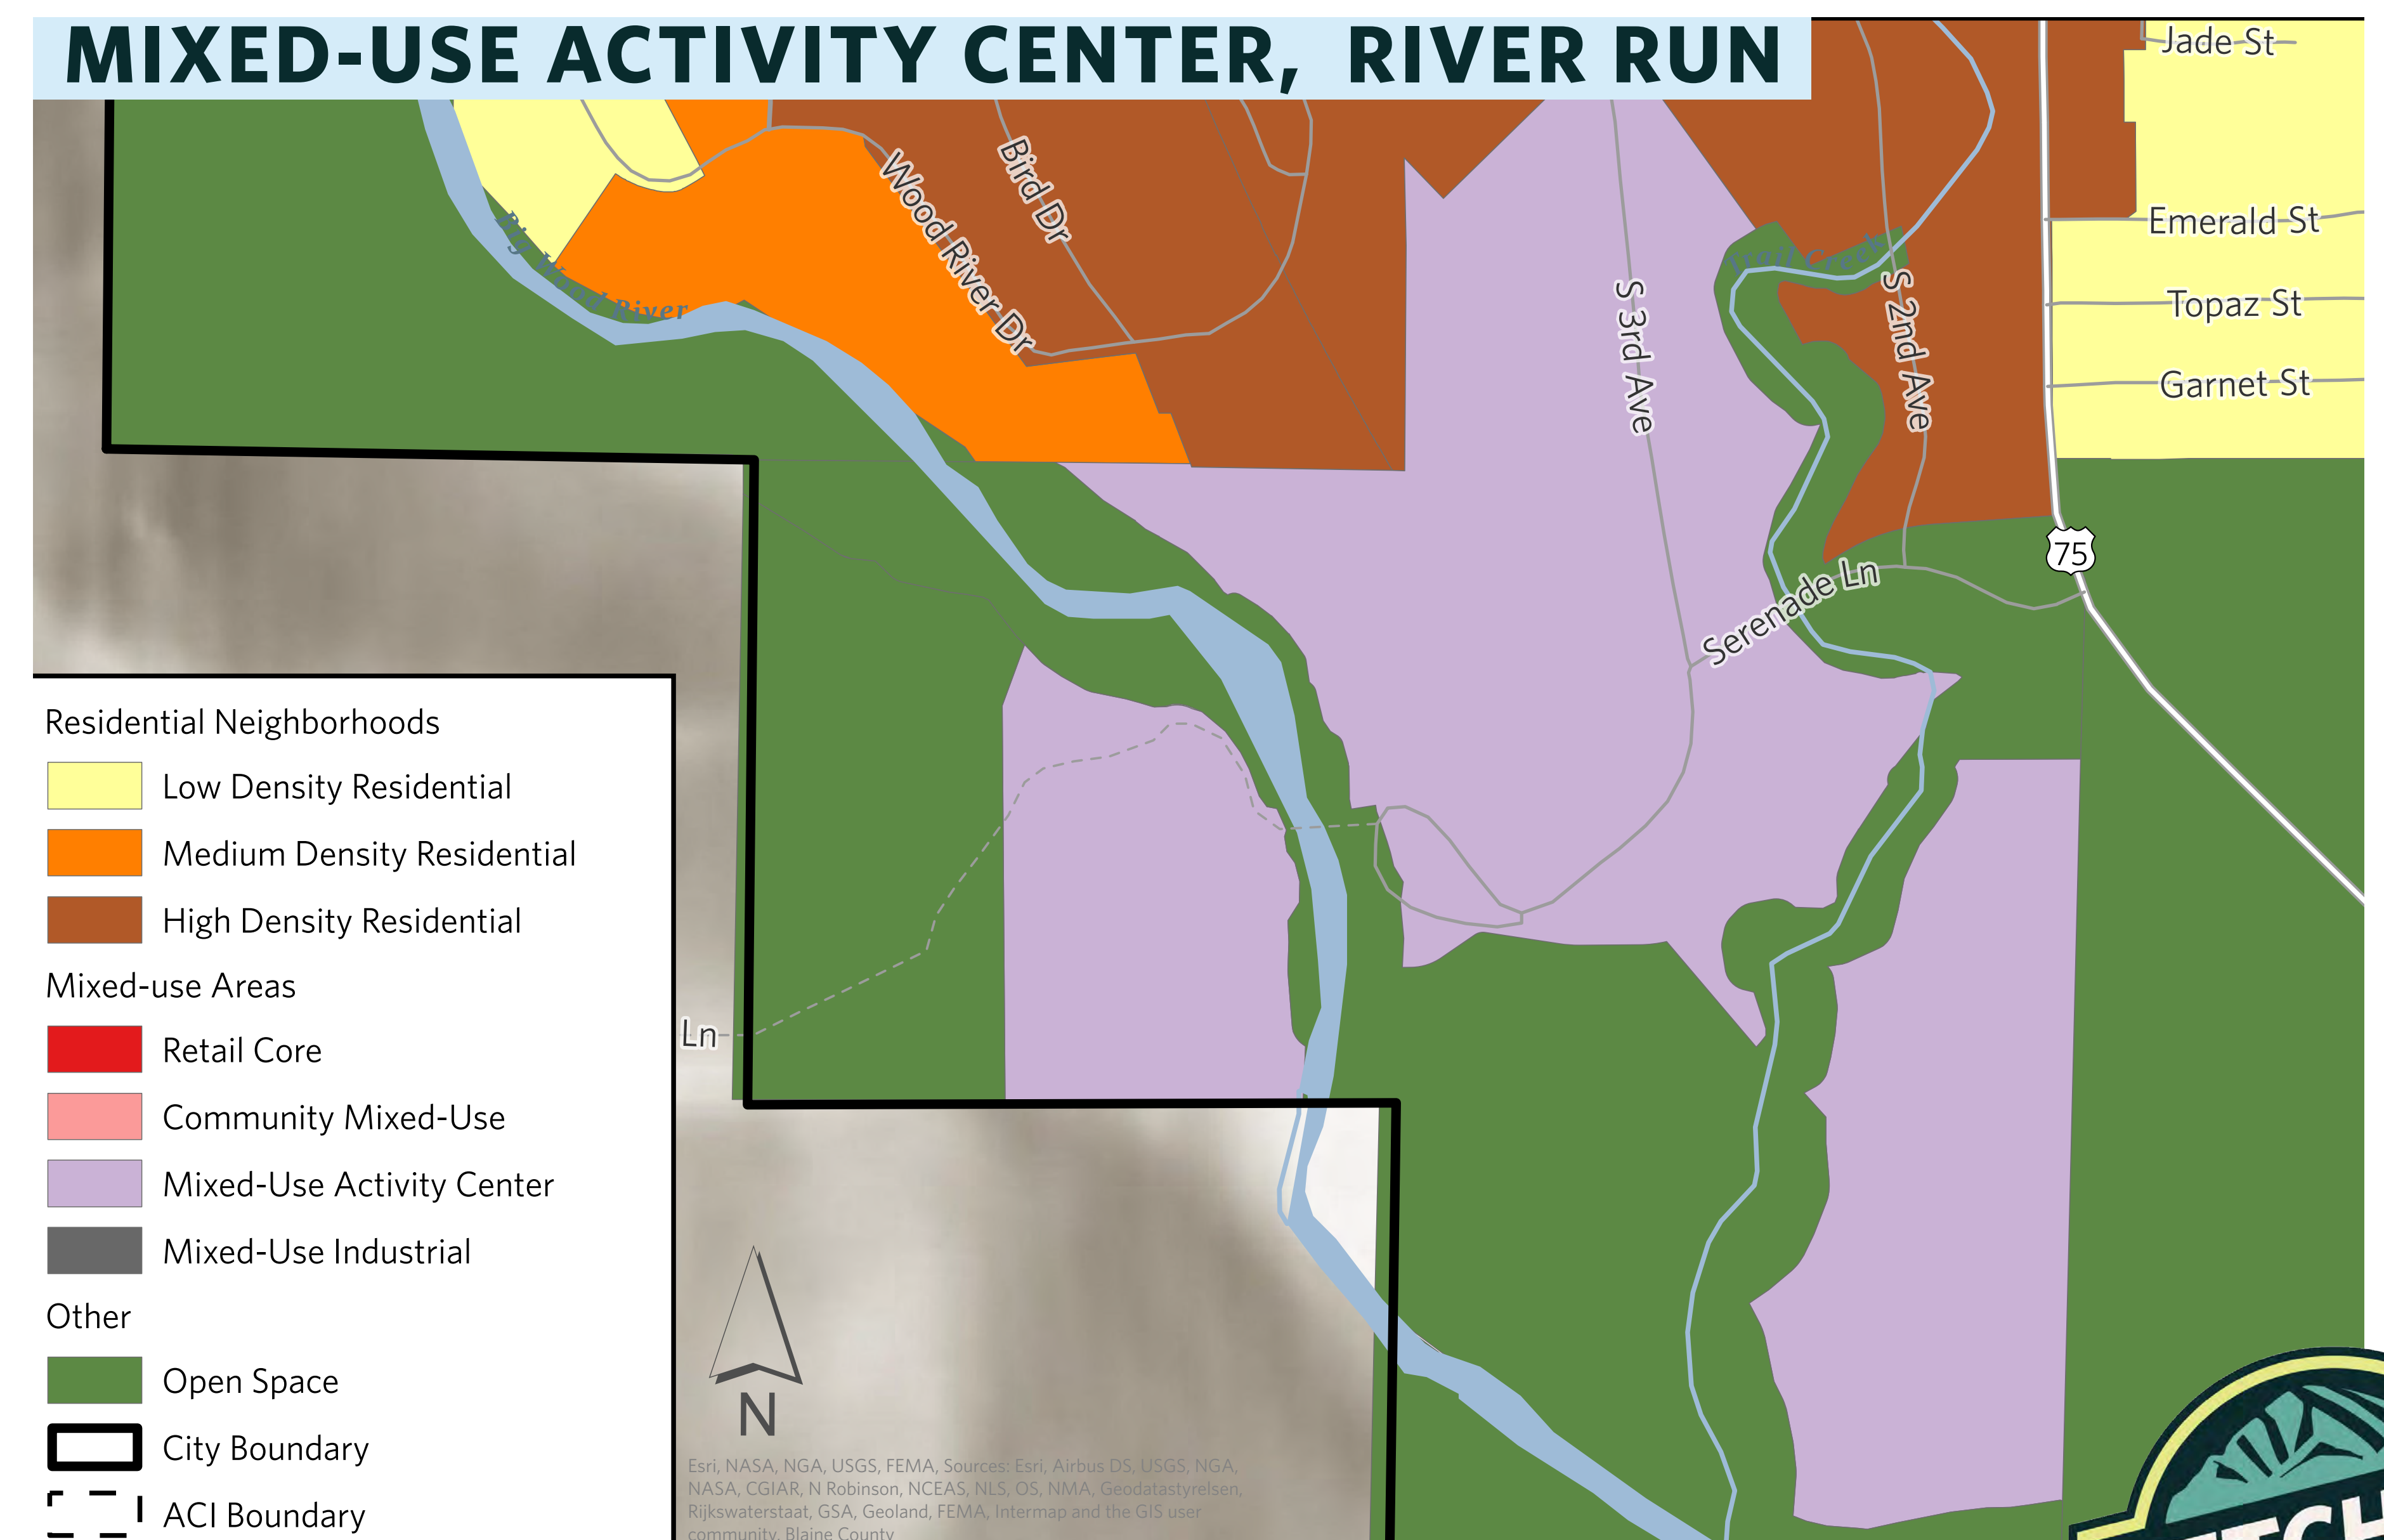 MIXED-USE ACTIVITY CENTER, RIVER RUN
Jade St
Emerald St
Topaz St
Garnet St
Bird Dr
Wood River Dr
Big Wood River
Trail Creek
S 3rd Ave
S 2nd Ave
75
Serenade Ln
Ln
Residential Neighborhoods
Low Density Residential
Medium Density Residential
High Density Residential
Mixed-use Areas
Retail Core
Community Mixed-Use
Mixed-Use Activity Center
Mixed-Use Industrial
Other
Open Space
City Boundary
ACI Boundary
N
Esri, NASA, NGA, USGS, FEMA, Sources: Esri, Airbus DS, USGS, NGA,
NASA, CGIAR, N Robinson, NCEAS, NLS, OS, NMA, Geodatastyrelsen,
Rijkswaterstaat, GSA, Geoland, FEMA, Intermap and the GIS user
community, Blaine County